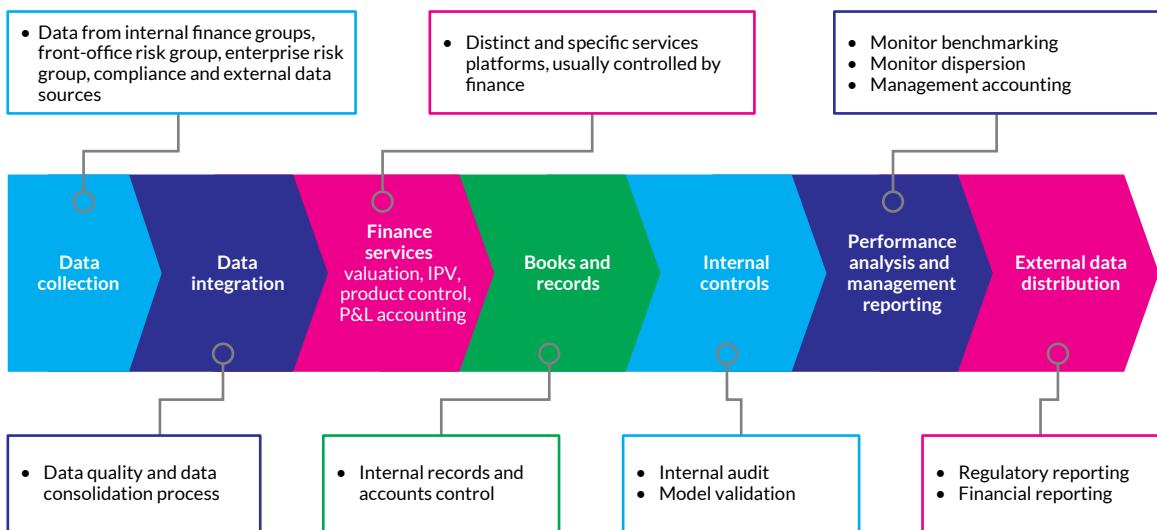 • Data from internal finance groups,
front-office risk group, enterprise risk
group, compliance and external data
sources
• Distinct and specific services
platforms, usually controlled by
finance
• Monitor benchmarking
• Monitor dispersion
• Management accounting
Data
collection
Data
integration
Finance
services
valuation, IPV,
product control,
P&L accounting
Books and
records
Internal
controls
Performance
analysis and
management
reporting
External data
distribution
• Data quality and data
consolidation process
• Internal records and
accounts control
• Internal audit
• Model validation
• Regulatory reporting
• Financial reporting